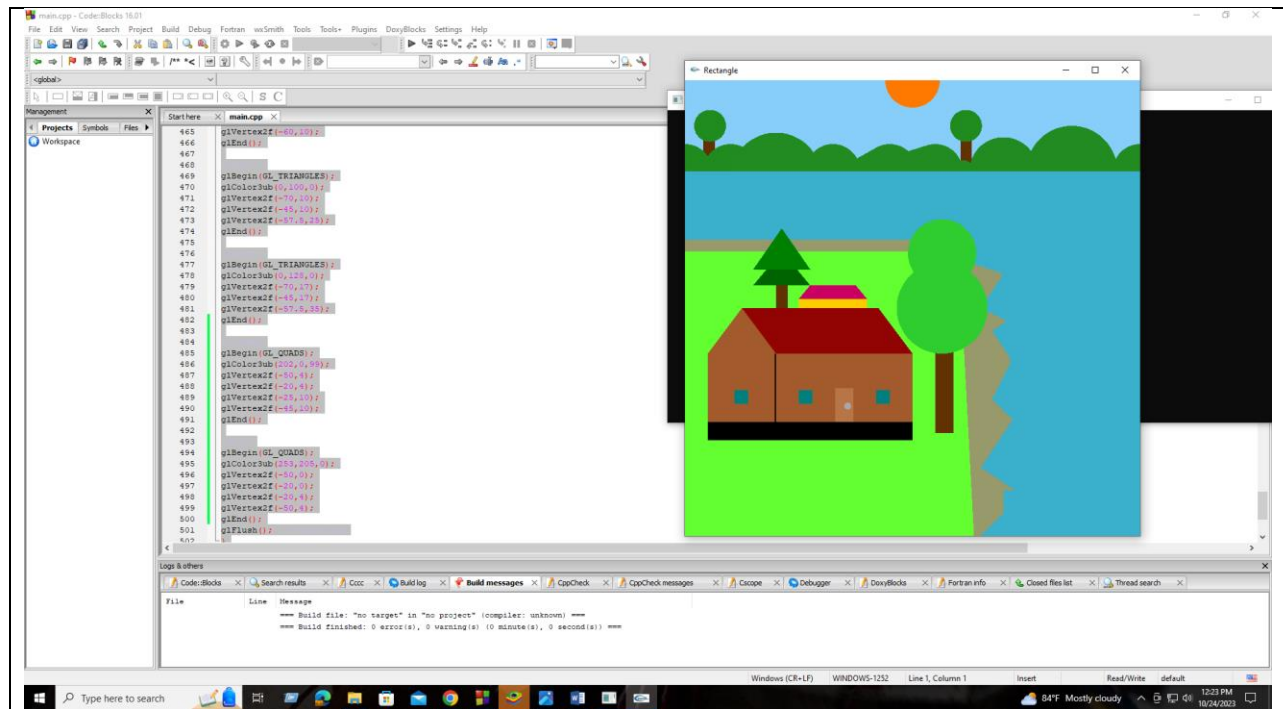 main.cpp - Code::Blocks 16.01
File Edit View Search Project Build Debug Fortran wxSmith Tools Tools+ Plugins DoxyBlocks Settings Help
/** *<
<global>
S C
Management
Projects Symbols Files
Workspace
Start here main.cpp
465 glVertex2f(-60,10);
466 glEnd();
467
468
469 glBegin(GL_TRIANGLES);
470 glColor3ub(0,100,0);
471 glVertex2f(-70,10);
472 glVertex2f(-45,10);
473 glVertex2f(-57.5,25);
474 glEnd();
475
476
477 glBegin(GL_TRIANGLES);
478 glColor3ub(0,128,0);
479 glVertex2f(-70,17);
480 glVertex2f(-45,17);
481 glVertex2f(-57.5,35);
482 glEnd();
483
484
485 glBegin(GL_QUADS);
486 glColor3ub(202,0,99);
487 glVertex2f(-50,4);
488 glVertex2f(-20,4);
489 glVertex2f(-25,10);
490 glVertex2f(-45,10);
491 glEnd();
492
493
494 glBegin(GL_QUADS);
495 glColor3ub(253,205,0);
496 glVertex2f(-50,0);
497 glVertex2f(-20,0);
498 glVertex2f(-20,4);
499 glVertex2f(-50,4);
500 glEnd();
501 glFlush();
502 }
Rectangle
Logs & others
Code::Blocks Search results Cccc Build log Build messages CppCheck CppCheck messages Cscope Debugger DoxyBlocks Fortran info Closed files list Thread search
File Line Message
=== Build file: "no target" in "no project" (compiler: unknown) ===
=== Build finished: 0 error(s), 0 warning(s) (0 minute(s), 0 second(s)) ===
Windows (CR+LF) WINDOWS-1252 Line 1, Column 1 Insert Read/Write default
Type here to search
84°F Mostly cloudy
12:23 PM
10/24/2023